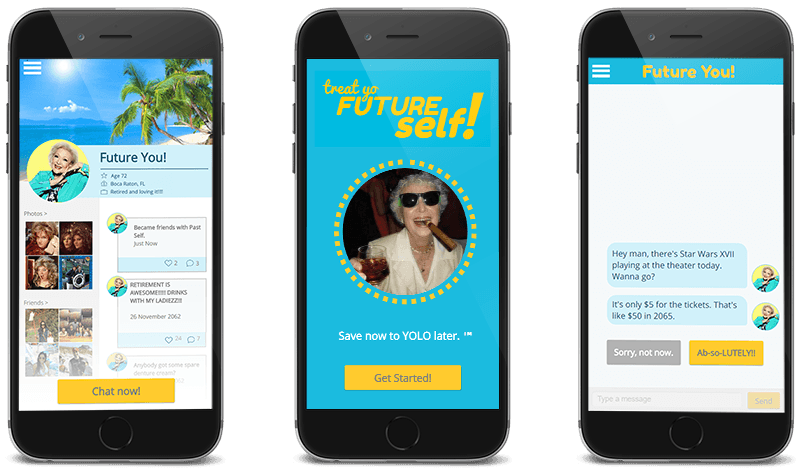 Future You!
Age 72
Boca Raton, FL
Retired and loving it!!!!
Photos >
Became friends with Past
Self.
Just Now
2 3
RETIREMENT IS
AWESOME!!!!! DRINKS
WITH MY LADIEZZ!!!
26 November 2062
24 7
Friends >
Anybody got some spare
denture cream?
Chat now!
treat yo
FUTURE
self!
Save now to YOLO later. ™
Get Started!
Future You!
Hey man, there's Star Wars XVII
playing at the theater today.
Wanna go?
It's only $5 for the tickets. That's
like $50 in 2065.
Sorry, not now.
Ab-so-LUTELY!!
Type a message
Send